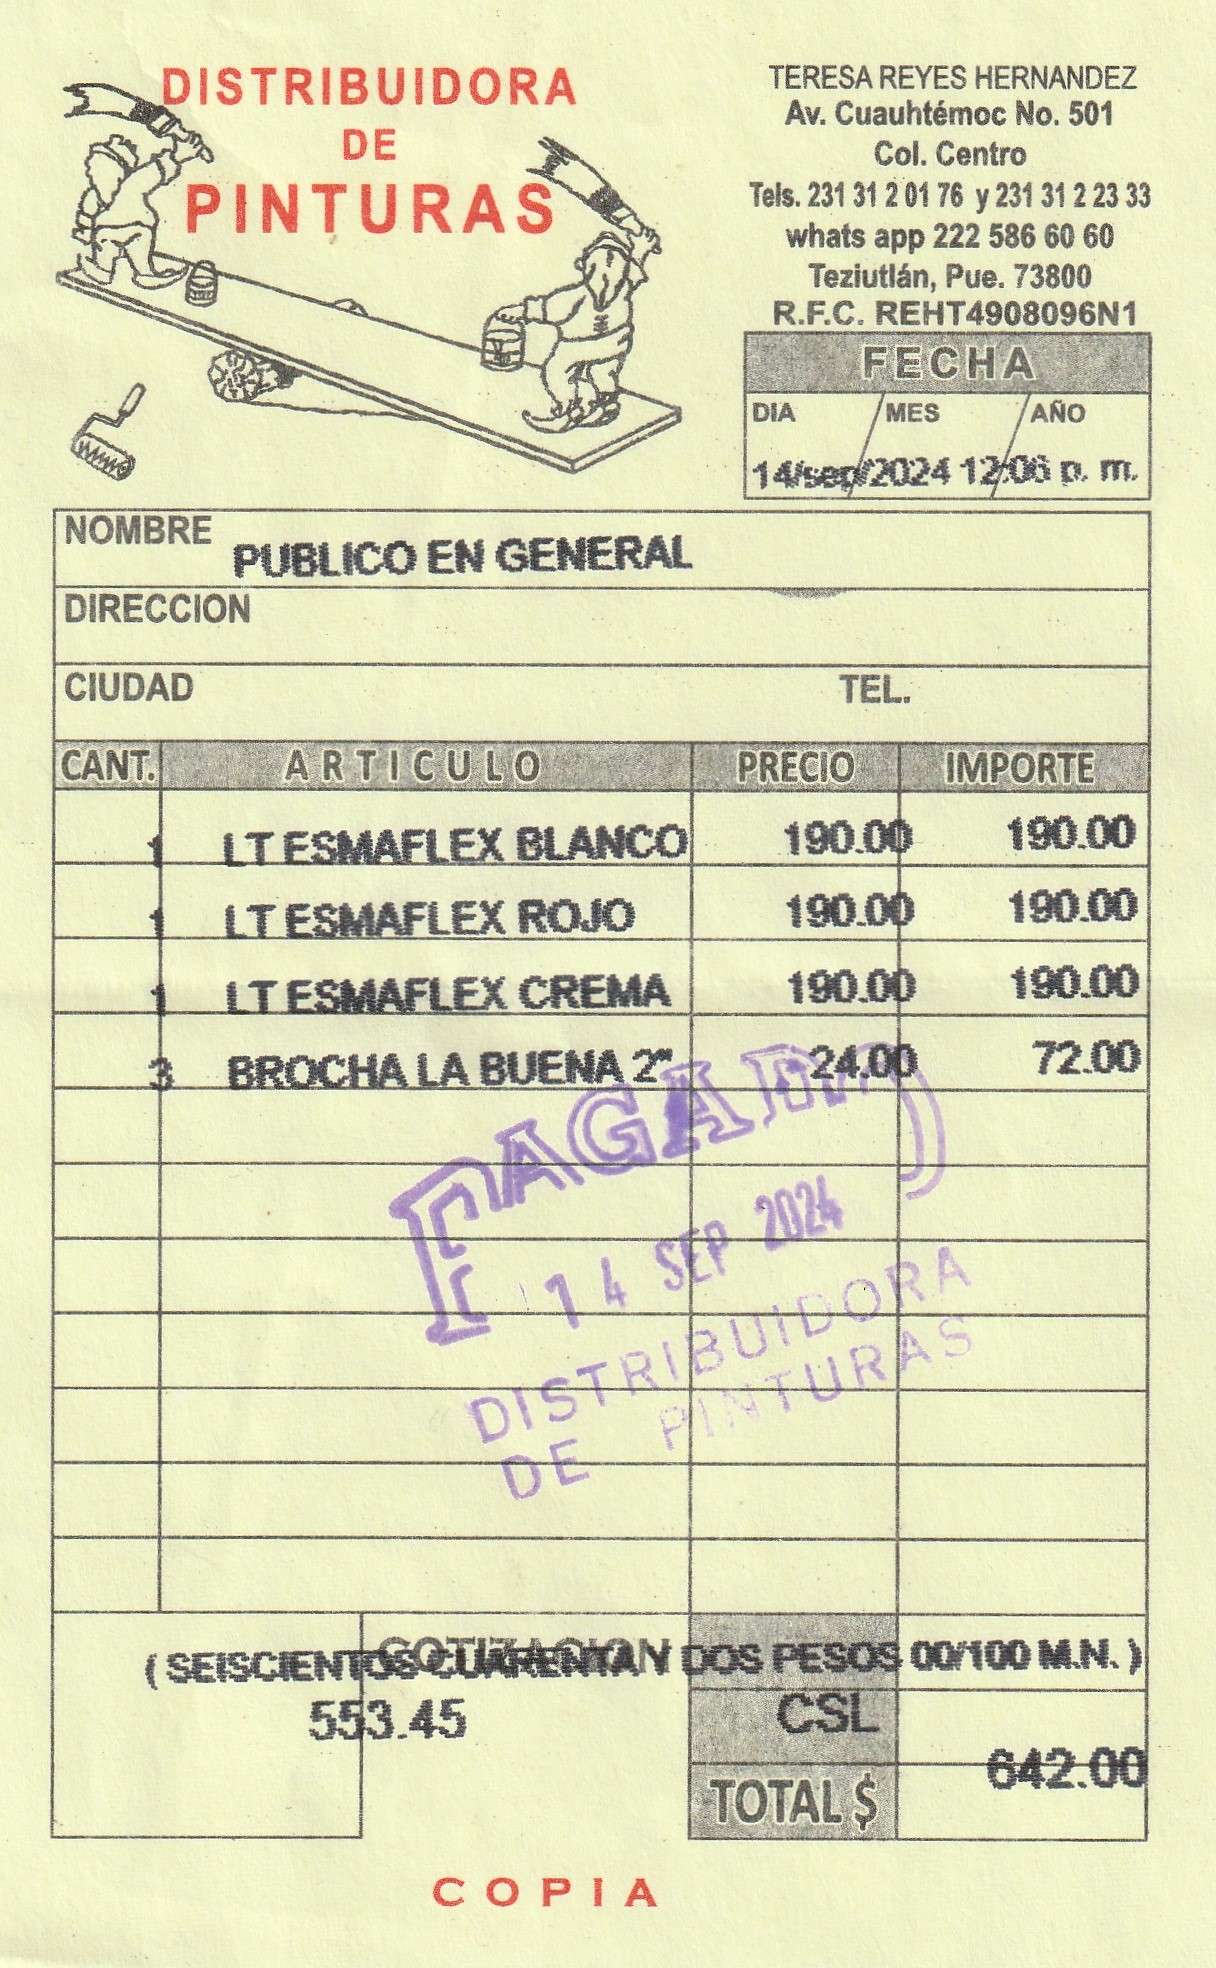 DISTRIBUIDORA
DE
PINTURAS
TERESA REYES HERNANDEZ
Av. Cuauhtémoc No. 501
Col. Centro
Tels. 231 31 2 01 76 y 231 31 2 23 33
whats app 222 586 60 60
Teziutlán, Pue. 73800
R.F.C. REHT4908096N1
FECHA
DIA MES AÑO
14/sep/2024 12:06 p. m.
NOMBRE PUBLICO EN GENERAL
DIRECCION
CIUDAD TEL.
CANT. ARTICULO PRECIO IMPORTE
1 LT ESMAFLEX BLANCO 190.00 190.00
1 LT ESMAFLEX ROJO 190.00 190.00
1 LT ESMAFLEX CREMA 190.00 190.00
3 BROCHA LA BUENA 2" 24.00 72.00
PAGADO
14 SEP 2024
DISTRIBUIDORA
DE PINTURAS
COTIZACION
( SEISCIENTOS CUARENTA Y DOS PESOS 00/100 M.N. )
553.45 CSL
TOTAL $ 642.00
COPIA